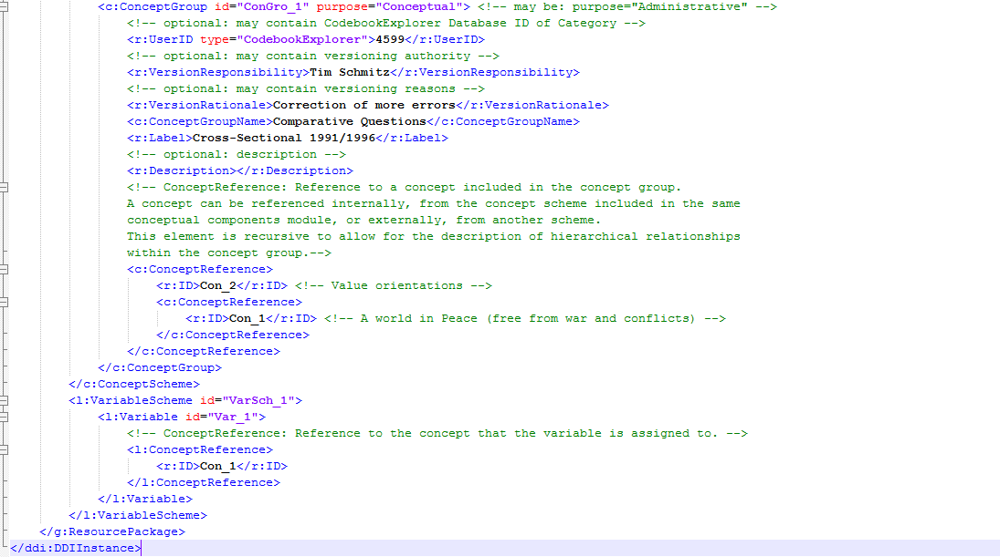 <c:ConceptGroup id="ConGro_1" purpose="Conceptual"> <!-- may be: purpose="Administrative" -->
<!-- optional: may contain CodebookExplorer Database ID of Category -->
<r:UserID type="CodebookExplorer">4599</r:UserID>
<!-- optional: may contain versioning authority -->
<r:VersionResponsibility>Tim Schmitz</r:VersionResponsibility>
<!-- optional: may contain versioning reasons -->
<r:VersionRationale>Correction of more errors</r:VersionRationale>
<c:ConceptGroupName>Comparative Questions</c:ConceptGroupName>
<r:Label>Cross-Sectional 1991/1996</r:Label>
<!-- optional: description -->
<r:Description></r:Description>
<!-- ConceptReference: Reference to a concept included in the concept group.
A concept can be referenced internally, from the concept scheme included in the same
conceptual components module, or externally, from another scheme.
This element is recursive to allow for the description of hierarchical relationships
within the concept group.-->
<c:ConceptReference>
<r:ID>Con_2</r:ID> <!-- Value orientations -->
<c:ConceptReference>
<r:ID>Con_1</r:ID> <!-- A world in Peace (free from war and conflicts) -->
</c:ConceptReference>
</c:ConceptReference>
</c:ConceptGroup>
</c:ConceptScheme>
<l:VariableScheme id="VarSch_1">
<l:Variable id="Var_1">
<!-- ConceptReference: Reference to the concept that the variable is assigned to. -->
<l:ConceptReference>
<r:ID>Con_1</r:ID>
</l:ConceptReference>
</l:Variable>
</l:VariableScheme>
</g:ResourcePackage>
</ddi:DDIInstance>